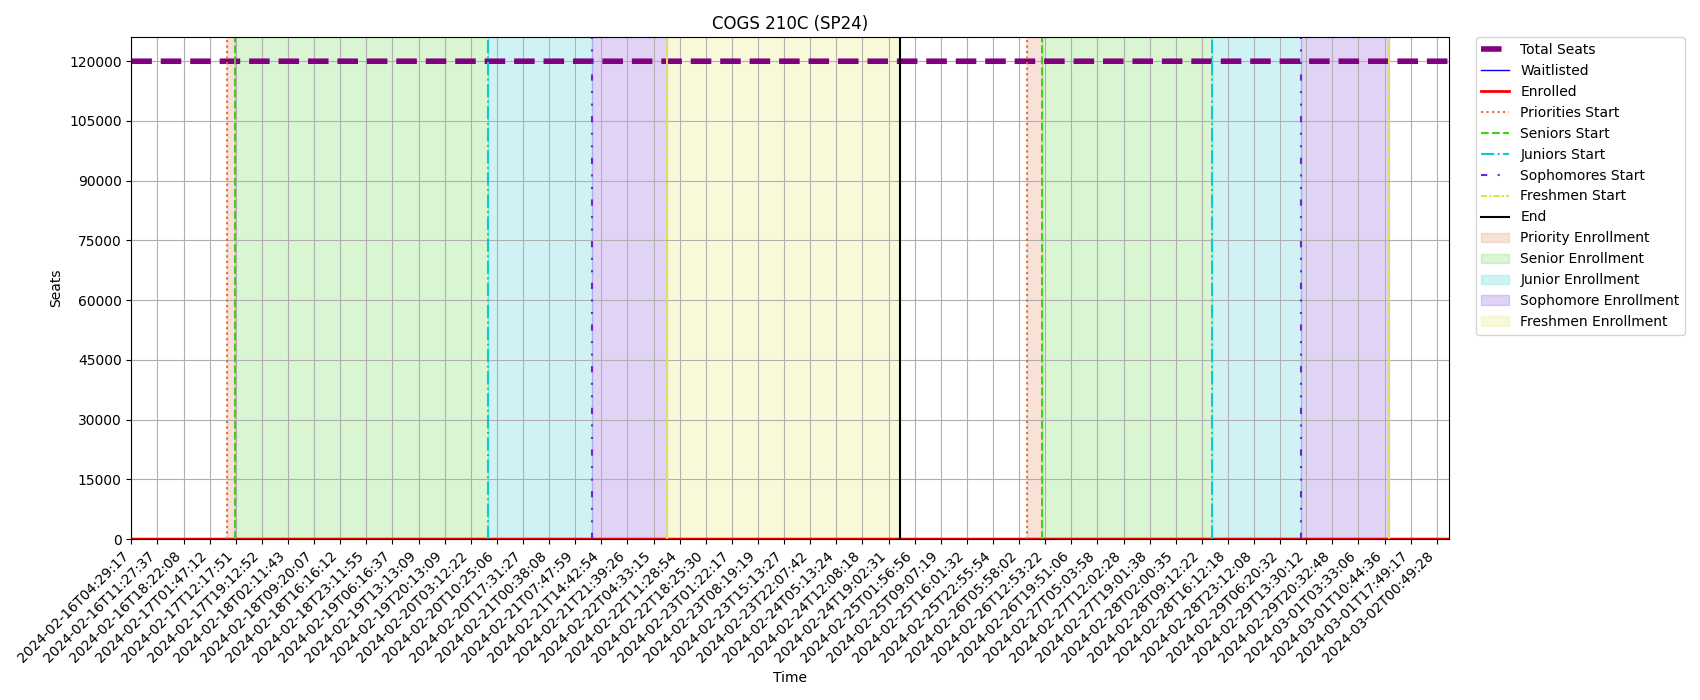 COGS 210C (SP24)
Seats
120000
105000
90000
75000
60000
45000
30000
15000
0
2024-02-16T04:29:17
2024-02-16T11:27:37
2024-02-16T18:22:08
2024-02-17T01:47:12
2024-02-17T12:17:51
2024-02-17T19:12:52
2024-02-18T02:11:43
2024-02-18T09:20:07
2024-02-18T16:16:12
2024-02-18T23:11:55
2024-02-19T06:16:37
2024-02-19T13:13:09
2024-02-19T20:13:09
2024-02-20T03:12:22
2024-02-20T10:25:06
2024-02-20T17:31:27
2024-02-21T00:38:08
2024-02-21T07:47:59
2024-02-21T14:42:54
2024-02-21T21:39:26
2024-02-22T04:33:15
2024-02-22T11:28:54
2024-02-22T18:25:30
2024-02-23T01:22:17
2024-02-23T08:19:19
2024-02-23T15:13:27
2024-02-23T22:07:42
2024-02-24T05:13:24
2024-02-24T12:08:18
2024-02-24T19:02:31
2024-02-25T01:56:56
2024-02-25T09:07:19
2024-02-25T16:01:32
2024-02-25T22:55:54
2024-02-26T05:58:02
2024-02-26T12:53:22
2024-02-26T19:51:06
2024-02-27T05:03:58
2024-02-27T12:02:28
2024-02-27T19:01:38
2024-02-28T02:00:35
2024-02-28T09:12:22
2024-02-28T16:12:18
2024-02-28T23:12:08
2024-02-29T06:20:32
2024-02-29T13:30:12
2024-02-29T20:32:48
2024-03-01T03:33:06
2024-03-01T10:44:36
2024-03-01T17:49:17
2024-03-02T00:49:28
Time
Total Seats
Waitlisted
Enrolled
Priorities Start
Seniors Start
Juniors Start
Sophomores Start
Freshmen Start
End
Priority Enrollment
Senior Enrollment
Junior Enrollment
Sophomore Enrollment
Freshmen Enrollment